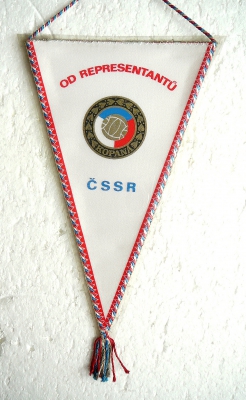 OD REPRESENTANTŮ
KOPANÁ
ČSSR